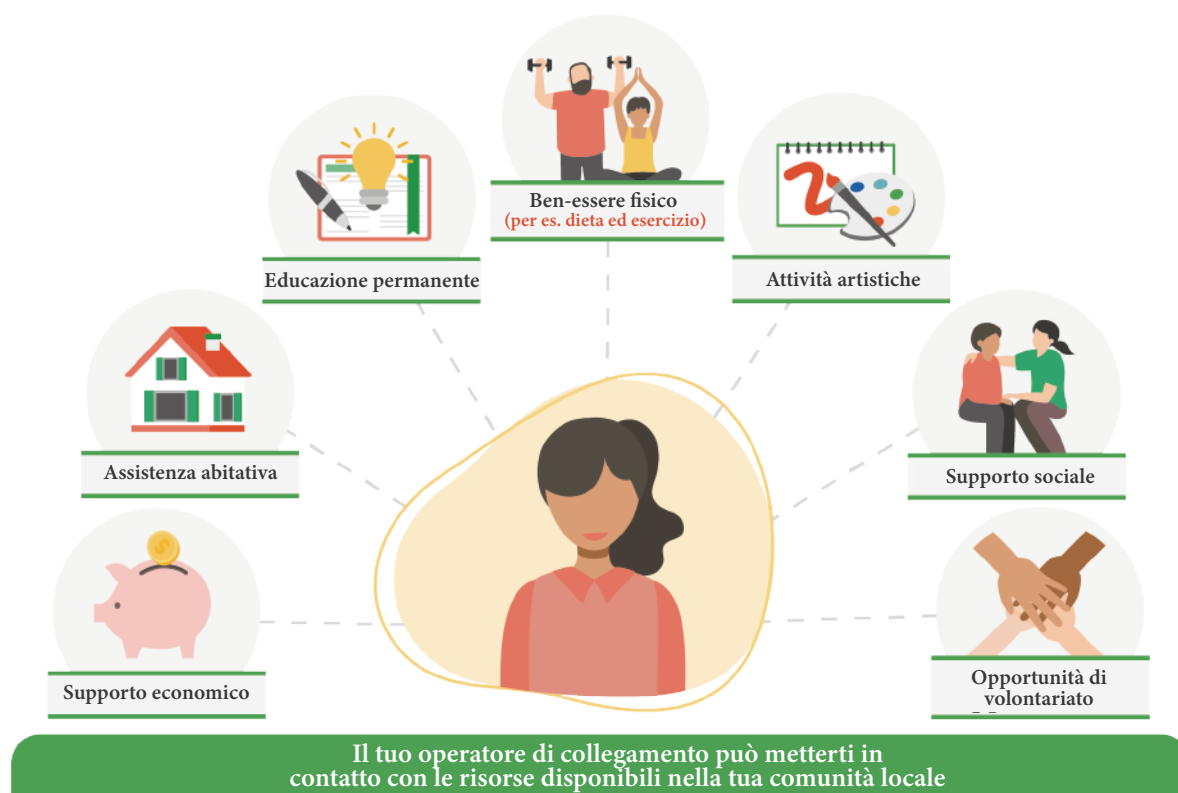 Ben-essere fisico
(per es. dieta ed esercizio)
Educazione permanente
Attività artistiche
Assistenza abitativa
Supporto sociale
Supporto economico
Opportunità di
volontariato
Il tuo operatore di collegamento può metterti in
contatto con le risorse disponibili nella tua comunità locale